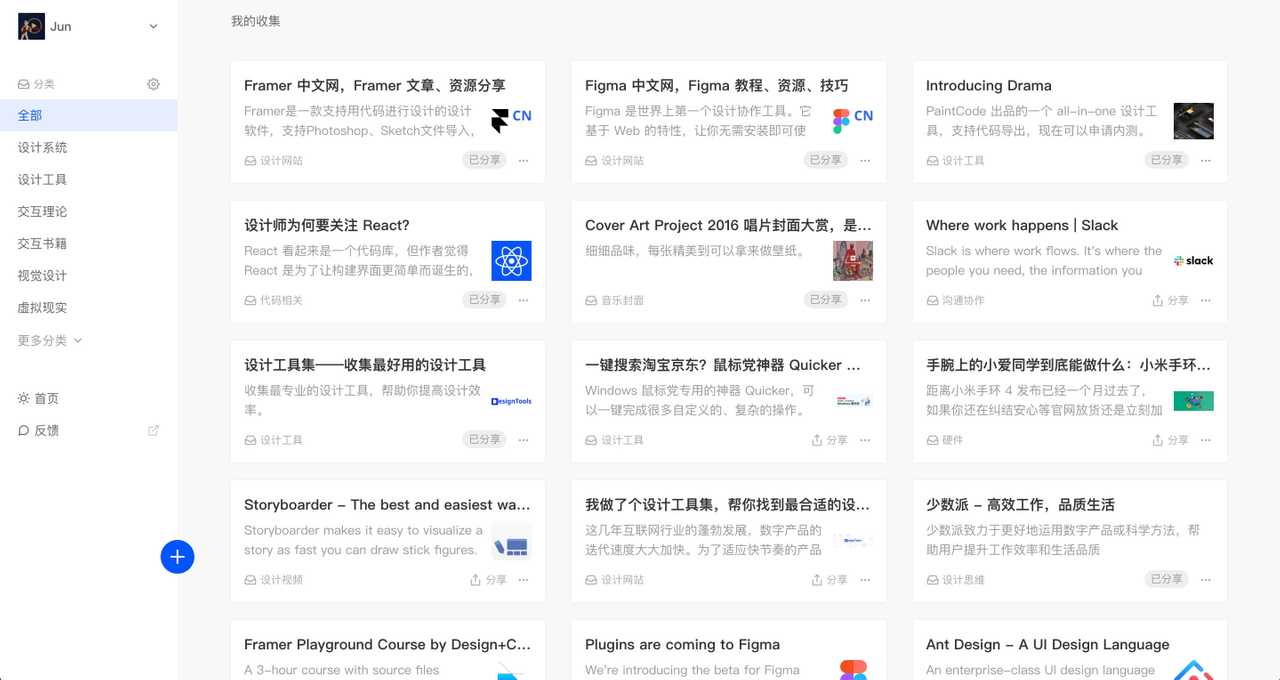 Jun
分类
全部
设计系统
设计工具
交互理论
交互书籍
视觉设计
虚拟现实
更多分类
首页
反馈
我的收集
Framer 中文网，Framer 文章、资源分享
Framer是一款支持用代码进行设计的设计
软件，支持Photoshop、Sketch文件导入，
CN
设计网站
已分享
Figma 中文网，Figma 教程、资源、技巧
Figma 是世界上第一个设计协作工具。它
基于 Web 的特性，让你无需安装即可使
CN
设计网站
已分享
Introducing Drama
PaintCode 出品的一个 all-in-one 设计工
具，支持代码导出，现在可以申请内测。
设计工具
已分享
设计师为何要关注 React?
React 看起来是一个代码库，但作者觉得
React 是为了让构建界面更简单而诞生的，
代码相关
已分享
Cover Art Project 2016 唱片封面大赏，是...
细细品味，每张精美到可以拿来做壁纸。
音乐封面
已分享
Where work happens | Slack
Slack is where work flows. It's where the
people you need, the information you
slack
沟通协作
分享
设计工具集——收集最好用的设计工具
收集最专业的设计工具，帮助你提高设计效
率。
DesignTools
设计工具
已分享
一键搜索淘宝京东？鼠标党神器 Quicker ...
Windows 鼠标党专用的神器 Quicker，可
以一键完成很多自定义的、复杂的操作。
设计工具
分享
手腕上的小爱同学到底能做什么：小米手环...
距离小米手环 4 发布已经一个月过去了，
如果你还在纠结安心等官网放货还是立刻加
硬件
分享
Storyboarder – The best and easiest wa...
Storyboarder makes it easy to visualize a
story as fast you can draw stick figures.
设计视频
分享
我做了个设计工具集，帮你找到最合适的设...
这几年互联网行业的蓬勃发展，数字产品的
迭代速度大大加快。为了适应快节奏的产品
设计网站
分享
少数派 – 高效工作，品质生活
少数派致力于更好地运用数字产品或科学方法，帮
助用户提升工作效率和生活品质
设计思维
已分享
Framer Playground Course by Design+C...
A 3-hour course with source files
Plugins are coming to Figma
We're introducing the beta for Figma
Ant Design – A UI Design Language
An enterprise-class UI design language